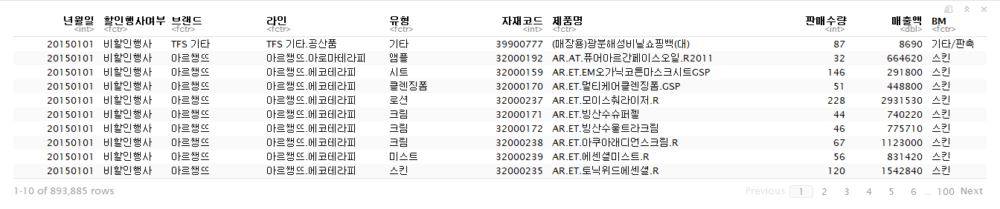 년월일 할인행사여부 브랜드 라인 유형 자재코드 제품명 판매수량 매출액 BM
<int> <fctr> <fctr> <fctr> <fctr> <int> <fctr> <int> <dbl> <fctr>
20150101 비할인행사 TFS 기타 TFS 기타.공산품 기타 39900777 (매장용)광분해성비닐쇼핑백(대) 87 8690 기타/판촉
20150101 비할인행사 아르쌩뜨 아르쌩뜨.아로마테라피 앰플 32000192 AR.AT.퓨어아르간페이스오일.R2011 32 664620 스킨
20150101 비할인행사 아르쌩뜨 아르쌩뜨.에코테라피 시트 32000159 AR.ET.EM오가닉코튼마스크시트GSP 146 291800 스킨
20150101 비할인행사 아르쌩뜨 아르쌩뜨.에코테라피 클렌징폼 32000170 AR.ET.멀티케어클렌징폼.GSP 51 448800 스킨
20150101 비할인행사 아르쌩뜨 아르쌩뜨.에코테라피 로션 32000237 AR.ET.모이스춰라이저.R 228 2931530 스킨
20150101 비할인행사 아르쌩뜨 아르쌩뜨.에코테라피 크림 32000171 AR.ET.빙산수슈퍼젤 44 740220 스킨
20150101 비할인행사 아르쌩뜨 아르쌩뜨.에코테라피 크림 32000172 AR.ET.빙산수울트라크림 46 775710 스킨
20150101 비할인행사 아르쌩뜨 아르쌩뜨.에코테라피 크림 32000238 AR.ET.아쿠아래디언스크림.R 67 1123000 스킨
20150101 비할인행사 아르쌩뜨 아르쌩뜨.에코테라피 미스트 32000239 AR.ET.에센셜미스트.R 56 831420 스킨
20150101 비할인행사 아르쌩뜨 아르쌩뜨.에코테라피 스킨 32000235 AR.ET.토닉위드에센셜.R 120 1542840 스킨
1-10 of 893,885 rows Previous 1 2 3 4 5 6 ... 100 Next